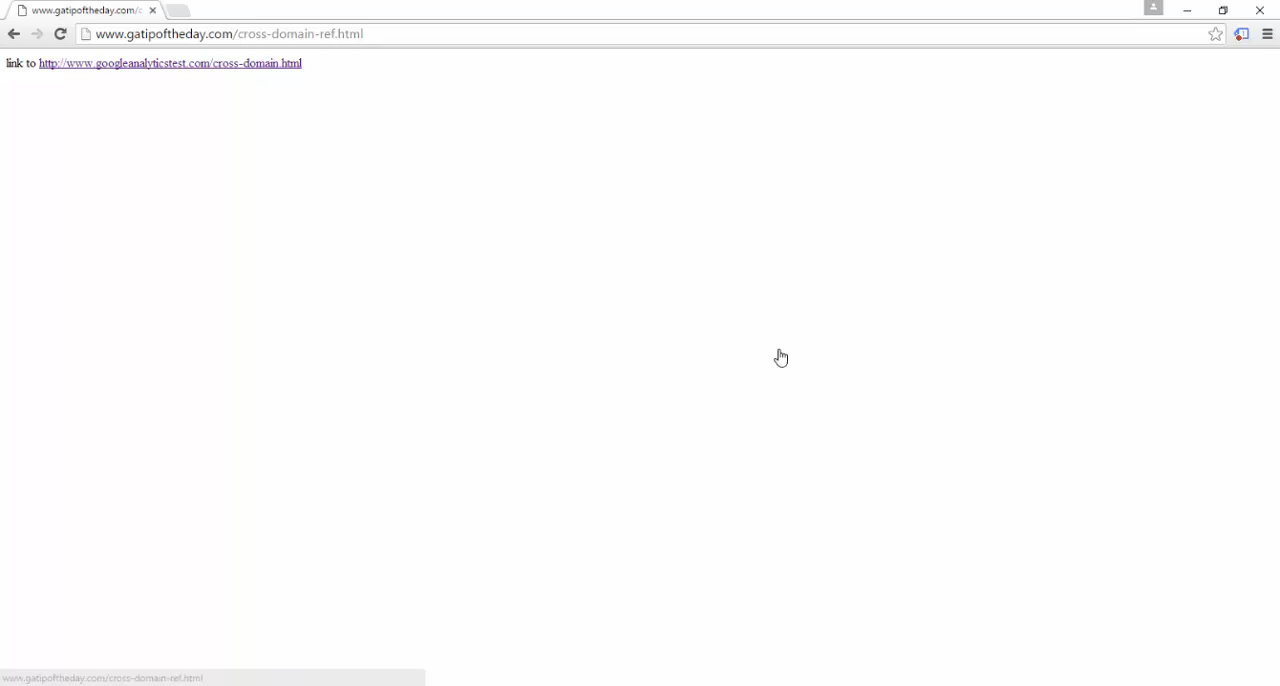 www.gatipoftheday.com/c
www.gatipoftheday.com/cross-domain-ref.html
link to http://www.googleanalyticstest.com/cross-domain.html
www.gatipoftheday.com/cross-domain-ref.html